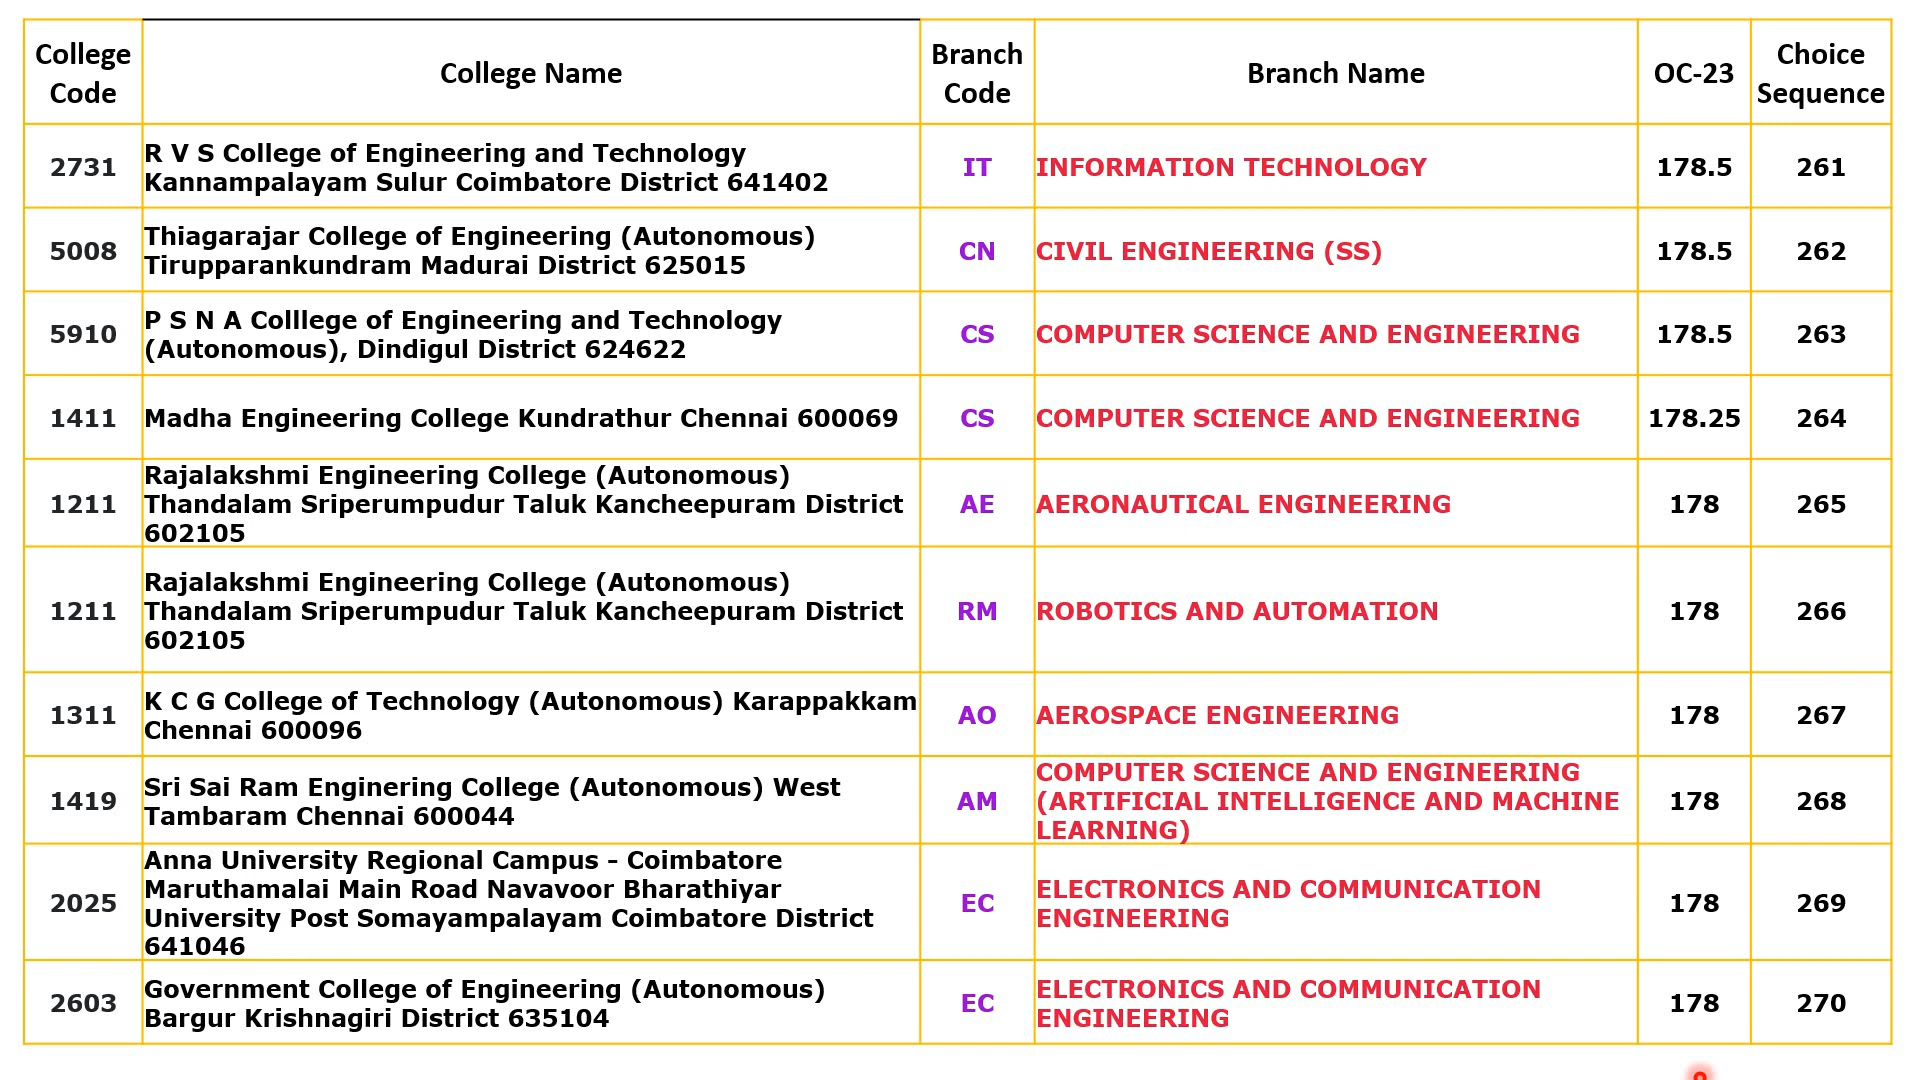 College Code
College Name
Branch Code
Branch Name
OC-23
Choice Sequence
2731
R V S College of Engineering and Technology
Kannampalayam Sulur Coimbatore District 641402
IT
INFORMATION TECHNOLOGY
178.5
261
5008
Thiagarajar College of Engineering (Autonomous)
Tirupparankundram Madurai District 625015
CN
CIVIL ENGINEERING (SS)
178.5
262
5910
P S N A Colllege of Engineering and Technology
(Autonomous), Dindigul District 624622
CS
COMPUTER SCIENCE AND ENGINEERING
178.5
263
1411
Madha Engineering College Kundrathur Chennai 600069
CS
COMPUTER SCIENCE AND ENGINEERING
178.25
264
1211
Rajalakshmi Engineering College (Autonomous)
Thandalam Sriperumpudur Taluk Kancheepuram District
602105
AE
AERONAUTICAL ENGINEERING
178
265
1211
Rajalakshmi Engineering College (Autonomous)
Thandalam Sriperumpudur Taluk Kancheepuram District
602105
RM
ROBOTICS AND AUTOMATION
178
266
1311
K C G College of Technology (Autonomous) Karappakkam
Chennai 600096
AO
AEROSPACE ENGINEERING
178
267
1419
Sri Sai Ram Enginering College (Autonomous) West
Tambaram Chennai 600044
AM
COMPUTER SCIENCE AND ENGINEERING
(ARTIFICIAL INTELLIGENCE AND MACHINE
LEARNING)
178
268
2025
Anna University Regional Campus - Coimbatore
Maruthamalai Main Road Navavoor Bharathiyar
University Post Somayampalayam Coimbatore District
641046
EC
ELECTRONICS AND COMMUNICATION
ENGINEERING
178
269
2603
Government College of Engineering (Autonomous)
Bargur Krishnagiri District 635104
EC
ELECTRONICS AND COMMUNICATION
ENGINEERING
178
270